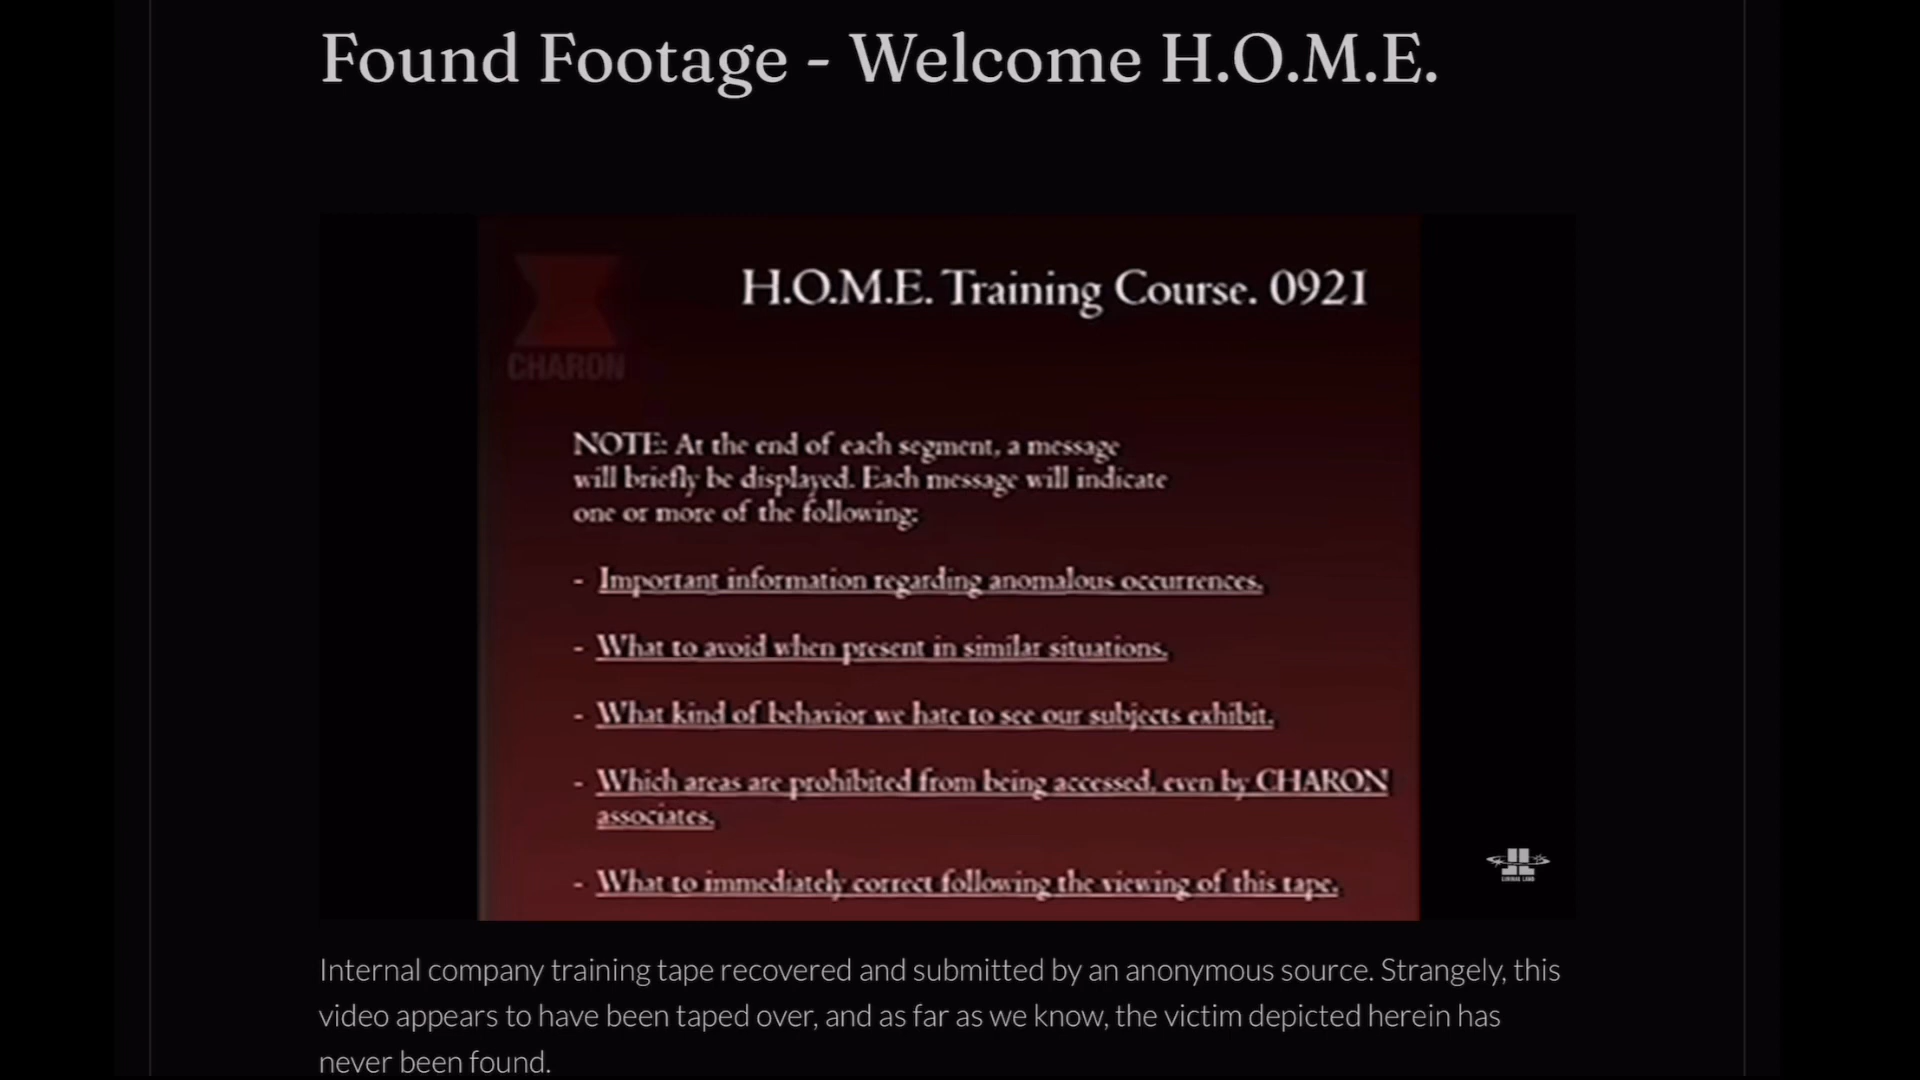 Found Footage - Welcome H.O.M.E.
H.O.M.E. Training Course. 0921
CHARON
NOTE: At the end of each segment, a message
will briefly be displayed. Each message will indicate
one or more of the following:
- Important information regarding anomalous occurrences.
- What to avoid when present in similar situations.
- What kind of behavior we hate to see our subjects exhibit.
- Which areas are prohibited from being accessed, even by CHARON
associates.
- What to immediately correct following the viewing of this tape.
Internal company training tape recovered and submitted by an anonymous source. Strangely, this
video appears to have been taped over, and as far as we know, the victim depicted herein has
never been found.